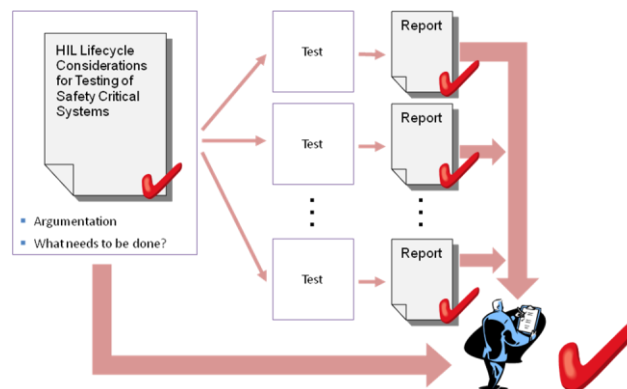 HIL Lifecycle
Considerations
for Testing of
Safety Critical
Systems
Argumentation
What needs to be done?
Test
Report
Test
Report
Test
Report